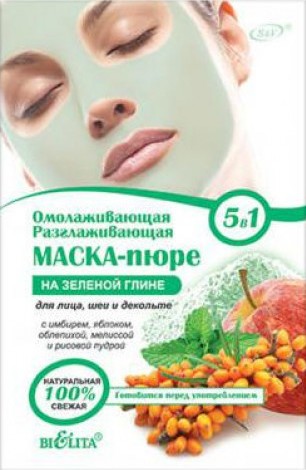 B&V®
Омолаживающая
Разглаживающая
5в1
МАСКА-пюре
НА ЗЕЛЕНОЙ ГЛИНЕ
для лица, шеи и декольте
с имбирем, яблоком,
облепихой, мелиссой
и рисовой пудрой
НАТУРАЛЬНАЯ
100%
СВЕЖАЯ
Готовится перед употреблением
BIELITA®